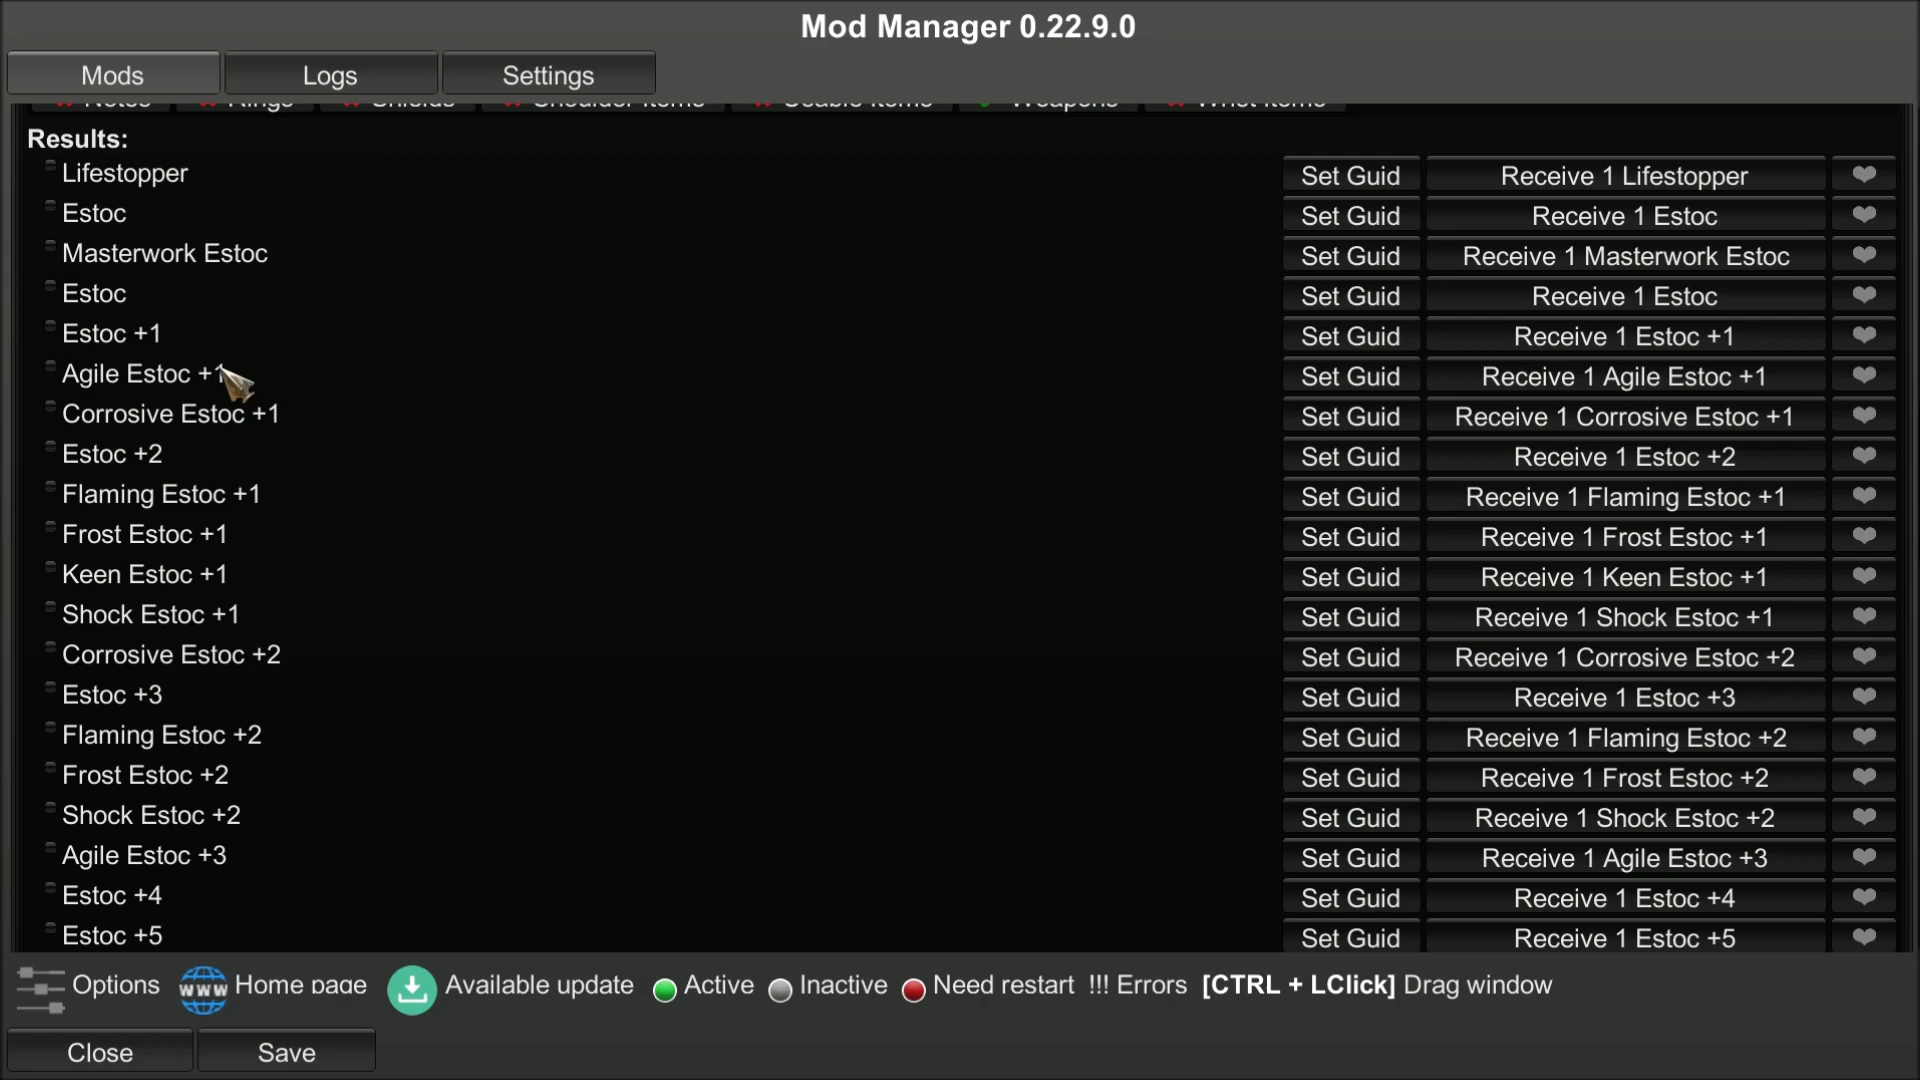 Mod Manager 0.22.9.0
Mods Logs Settings
Notes Rings Shields Shoulder Items Usable Items Weapons Wrist Items
Results:
Lifestopper Set Guid Receive 1 Lifestopper
Estoc Set Guid Receive 1 Estoc
Masterwork Estoc Set Guid Receive 1 Masterwork Estoc
Estoc Set Guid Receive 1 Estoc
Estoc +1 Set Guid Receive 1 Estoc +1
Agile Estoc +1 Set Guid Receive 1 Agile Estoc +1
Corrosive Estoc +1 Set Guid Receive 1 Corrosive Estoc +1
Estoc +2 Set Guid Receive 1 Estoc +2
Flaming Estoc +1 Set Guid Receive 1 Flaming Estoc +1
Frost Estoc +1 Set Guid Receive 1 Frost Estoc +1
Keen Estoc +1 Set Guid Receive 1 Keen Estoc +1
Shock Estoc +1 Set Guid Receive 1 Shock Estoc +1
Corrosive Estoc +2 Set Guid Receive 1 Corrosive Estoc +2
Estoc +3 Set Guid Receive 1 Estoc +3
Flaming Estoc +2 Set Guid Receive 1 Flaming Estoc +2
Frost Estoc +2 Set Guid Receive 1 Frost Estoc +2
Shock Estoc +2 Set Guid Receive 1 Shock Estoc +2
Agile Estoc +3 Set Guid Receive 1 Agile Estoc +3
Estoc +4 Set Guid Receive 1 Estoc +4
Estoc +5 Set Guid Receive 1 Estoc +5
Options www Home page Available update Active Inactive Need restart !!! Errors [CTRL + LClick] Drag window
Close Save